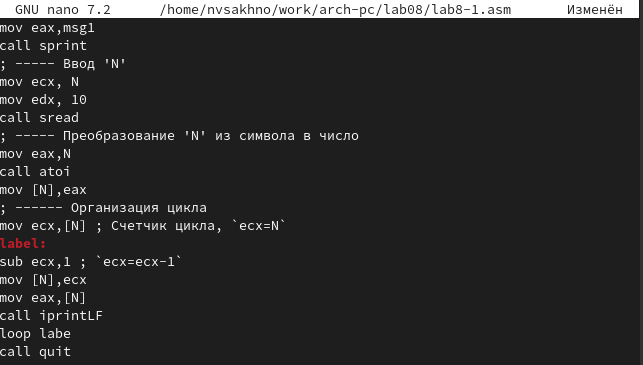 GNU nano 7.2 /home/nvsakhno/work/arch-pc/lab08/lab8-1.asm Изменён
mov eax,msg1
call sprint
; ----- Ввод 'N'
mov ecx, N
mov edx, 10
call sread
; ----- Преобразование 'N' из символа в число
mov eax,N
call atoi
mov [N],eax
; ------ Организация цикла
mov ecx,[N] ; Счетчик цикла, `ecx=N`
label:
sub ecx,1 ; `ecx=ecx-1`
mov [N],ecx
mov eax,[N]
call iprintLF
loop labe
call quit